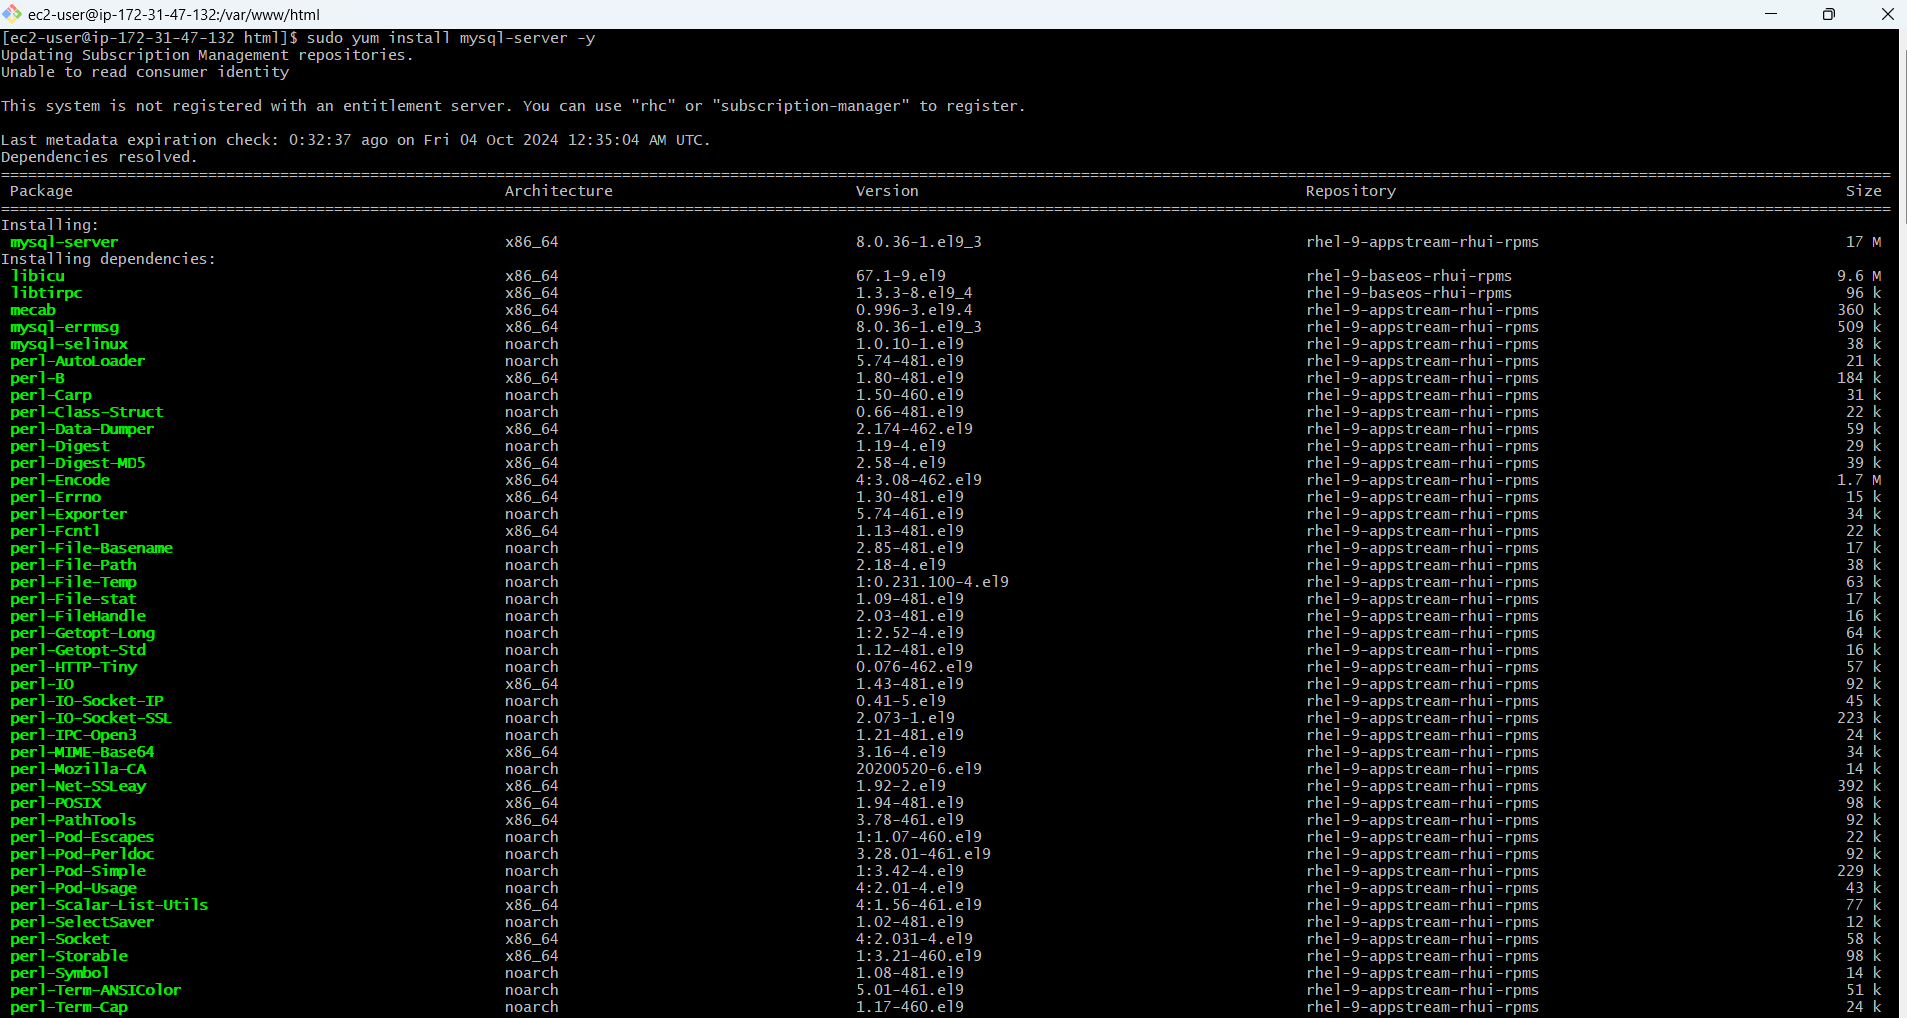 ec2-user@ip-172-31-47-132:/var/www/html
[ec2-user@ip-172-31-47-132 html]$ sudo yum install mysql-server -y
Updating Subscription Management repositories.
Unable to read consumer identity
This system is not registered with an entitlement server. You can use "rhc" or "subscription-manager" to register.
Last metadata expiration check: 0:32:37 ago on Fri 04 Oct 2024 12:35:04 AM UTC.
Dependencies resolved.
Package Architecture Version Repository Size
Installing:
mysql-server x86_64 8.0.36-1.el9_3 rhel-9-appstream-rhui-rpms 17 M
Installing dependencies:
libicu x86_64 67.1-9.el9 rhel-9-baseos-rhui-rpms 9.6 M
libtirpc x86_64 1.3.3-8.el9_4 rhel-9-baseos-rhui-rpms 96 k
mecab x86_64 0.996-3.el9.4 rhel-9-appstream-rhui-rpms 360 k
mysql-errmsg x86_64 8.0.36-1.el9_3 rhel-9-appstream-rhui-rpms 509 k
mysql-selinux noarch 1.0.10-1.el9 rhel-9-appstream-rhui-rpms 38 k
perl-AutoLoader noarch 5.74-481.el9 rhel-9-appstream-rhui-rpms 21 k
perl-B x86_64 1.80-481.el9 rhel-9-appstream-rhui-rpms 184 k
perl-Carp noarch 1.50-460.el9 rhel-9-appstream-rhui-rpms 31 k
perl-Class-Struct noarch 0.66-481.el9 rhel-9-appstream-rhui-rpms 22 k
perl-Data-Dumper x86_64 2.174-462.el9 rhel-9-appstream-rhui-rpms 59 k
perl-Digest noarch 1.19-4.el9 rhel-9-appstream-rhui-rpms 29 k
perl-Digest-MD5 x86_64 2.58-4.el9 rhel-9-appstream-rhui-rpms 39 k
perl-Encode x86_64 4:3.08-462.el9 rhel-9-appstream-rhui-rpms 1.7 M
perl-Errno x86_64 1.30-481.el9 rhel-9-appstream-rhui-rpms 15 k
perl-Exporter noarch 5.74-461.el9 rhel-9-appstream-rhui-rpms 34 k
perl-Fcntl x86_64 1.13-481.el9 rhel-9-appstream-rhui-rpms 22 k
perl-File-Basename noarch 2.85-481.el9 rhel-9-appstream-rhui-rpms 17 k
perl-File-Path noarch 2.18-4.el9 rhel-9-appstream-rhui-rpms 38 k
perl-File-Temp noarch 1:0.231.100-4.el9 rhel-9-appstream-rhui-rpms 63 k
perl-File-stat noarch 1.09-481.el9 rhel-9-appstream-rhui-rpms 17 k
perl-FileHandle noarch 2.03-481.el9 rhel-9-appstream-rhui-rpms 16 k
perl-Getopt-Long noarch 1:2.52-4.el9 rhel-9-appstream-rhui-rpms 64 k
perl-Getopt-Std noarch 1.12-481.el9 rhel-9-appstream-rhui-rpms 16 k
perl-HTTP-Tiny noarch 0.076-462.el9 rhel-9-appstream-rhui-rpms 57 k
perl-IO x86_64 1.43-481.el9 rhel-9-appstream-rhui-rpms 92 k
perl-IO-Socket-IP noarch 0.41-5.el9 rhel-9-appstream-rhui-rpms 45 k
perl-IO-Socket-SSL noarch 2.073-1.el9 rhel-9-appstream-rhui-rpms 223 k
perl-IPC-Open3 noarch 1.21-481.el9 rhel-9-appstream-rhui-rpms 24 k
perl-MIME-Base64 x86_64 3.16-4.el9 rhel-9-appstream-rhui-rpms 34 k
perl-Mozilla-CA noarch 20200520-6.el9 rhel-9-appstream-rhui-rpms 14 k
perl-Net-SSLeay x86_64 1.92-2.el9 rhel-9-appstream-rhui-rpms 392 k
perl-POSIX x86_64 1.94-481.el9 rhel-9-appstream-rhui-rpms 98 k
perl-PathTools x86_64 3.78-461.el9 rhel-9-appstream-rhui-rpms 92 k
perl-Pod-Escapes noarch 1:1.07-460.el9 rhel-9-appstream-rhui-rpms 22 k
perl-Pod-Perldoc noarch 3.28.01-461.el9 rhel-9-appstream-rhui-rpms 92 k
perl-Pod-Simple noarch 1:3.42-4.el9 rhel-9-appstream-rhui-rpms 229 k
perl-Pod-Usage noarch 4:2.01-4.el9 rhel-9-appstream-rhui-rpms 43 k
perl-Scalar-List-Utils x86_64 4:1.56-461.el9 rhel-9-appstream-rhui-rpms 77 k
perl-SelectSaver noarch 1.02-481.el9 rhel-9-appstream-rhui-rpms 12 k
perl-Socket x86_64 4:2.031-4.el9 rhel-9-appstream-rhui-rpms 58 k
perl-Storable x86_64 1:3.21-460.el9 rhel-9-appstream-rhui-rpms 98 k
perl-Symbol noarch 1.08-481.el9 rhel-9-appstream-rhui-rpms 14 k
perl-Term-ANSIColor noarch 5.01-461.el9 rhel-9-appstream-rhui-rpms 51 k
perl-Term-Cap noarch 1.17-460.el9 rhel-9-appstream-rhui-rpms 24 k